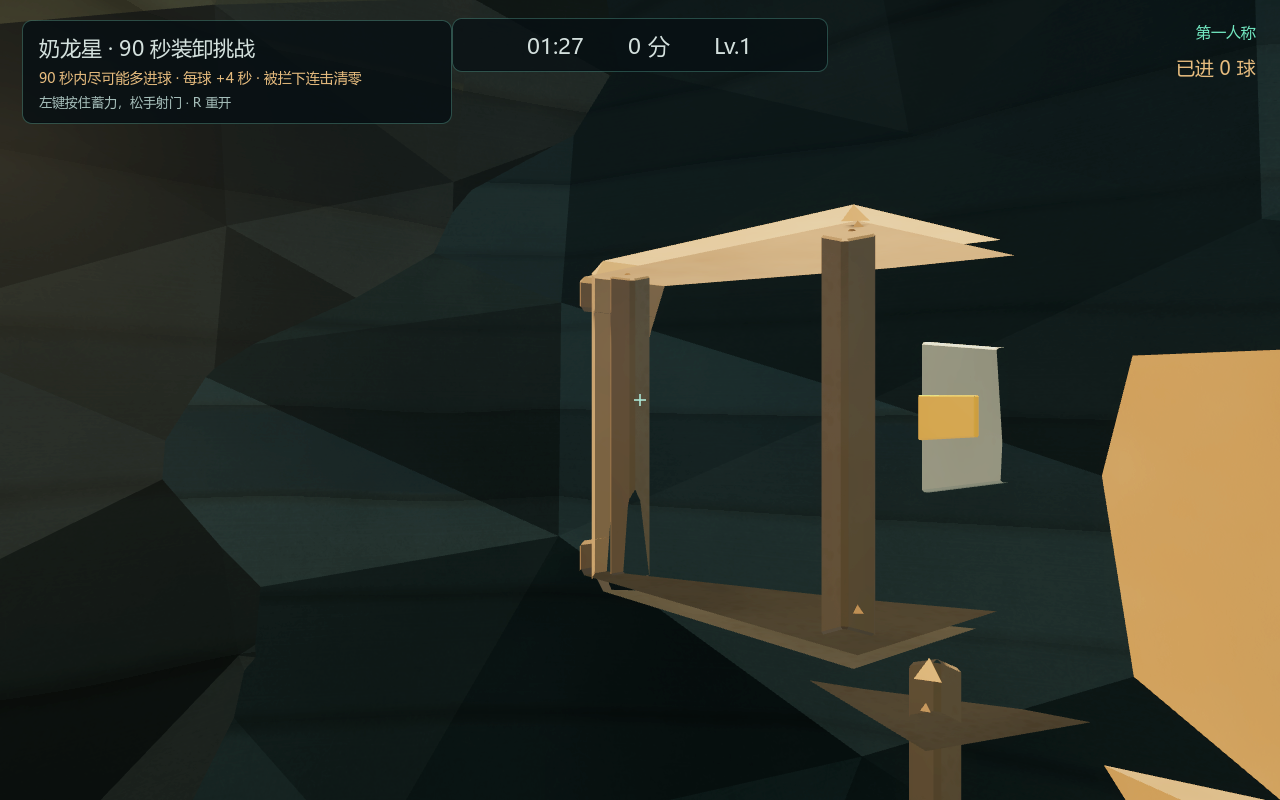 奶龙星 · 90 秒装卸挑战
90 秒内尽可能多进球 · 每球 +4 秒 · 被拦下连击清零
左键按住蓄力，松手射门 · R 重开
01:27 0 分 Lv.1
第一人称
已进 0 球